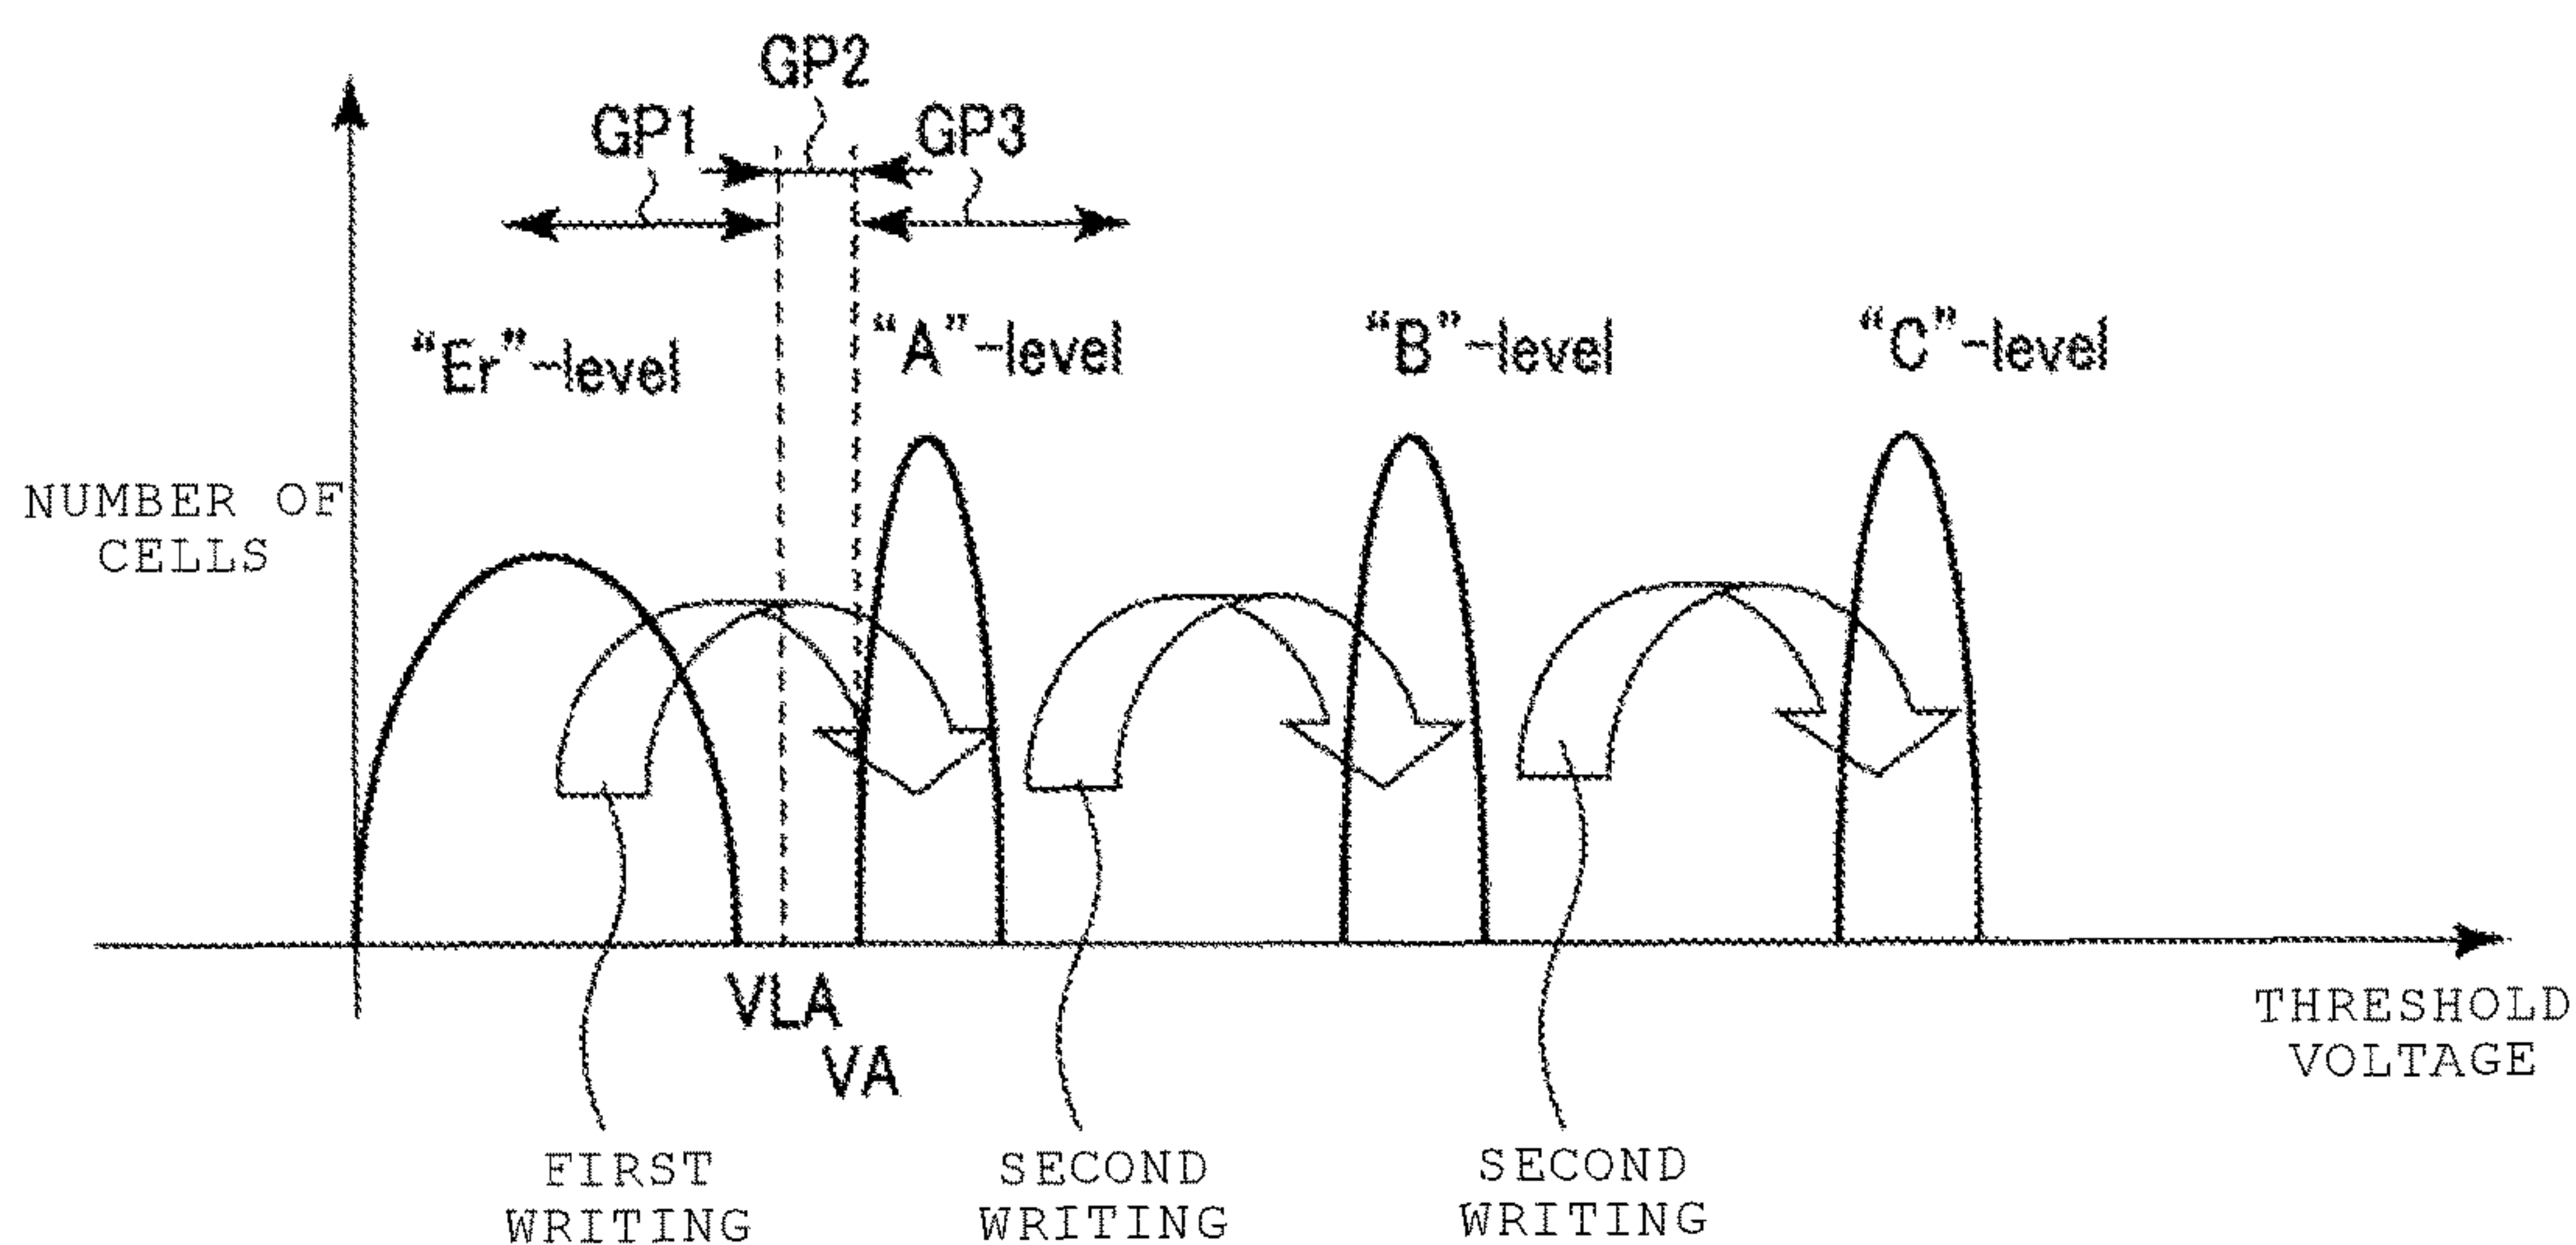 GP2
GP1
GP3
“Er”-level
“A”-level
“B”-level
“C”-level
NUMBER OF
CELLS
VLA
VA
THRESHOLD
VOLTAGE
FIRST
WRITING
SECOND
WRITING
SECOND
WRITING